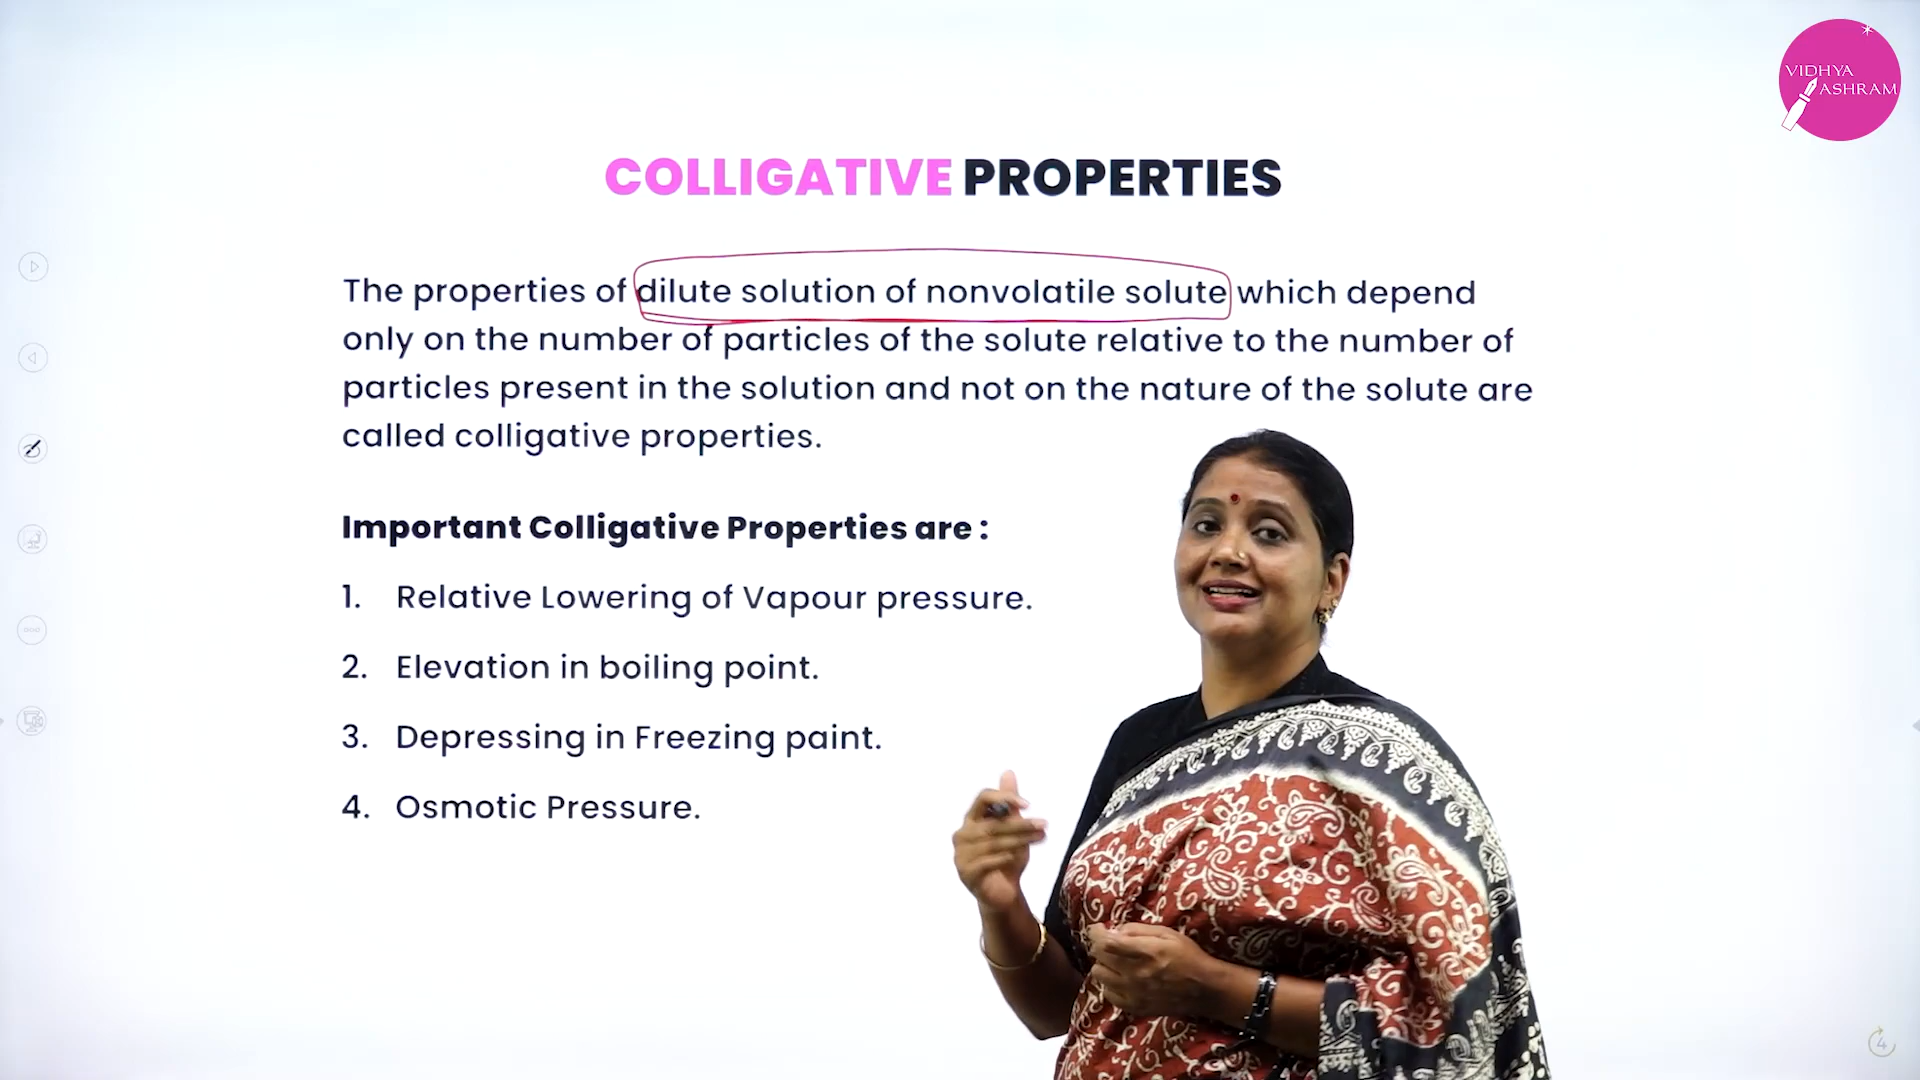 VIDHYA
ASHRAM
COLLIGATIVE PROPERTIES
The properties of dilute solution of nonvolatile solute which depend
only on the number of particles of the solute relative to the number of
particles present in the solution and not on the nature of the solute are
called colligative properties.
Important Colligative Properties are :
1. Relative Lowering of Vapour pressure.
2. Elevation in boiling point.
3. Depressing in Freezing paint.
4. Osmotic Pressure.
4